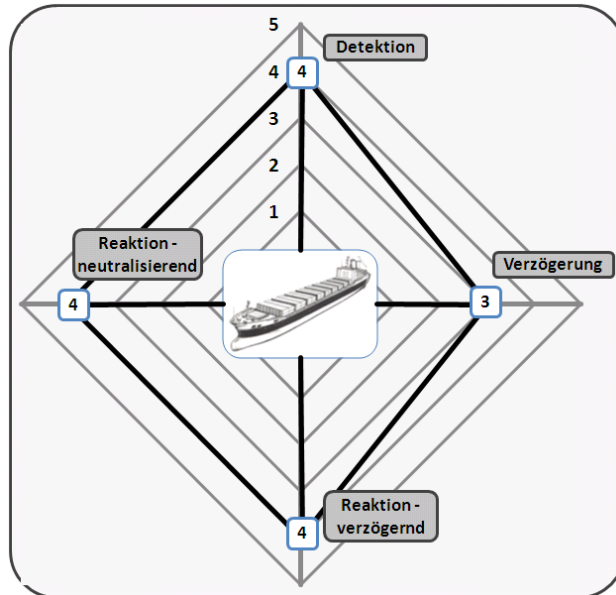 5
Detektion
4
4
3
2
1
Reaktion -
neutralisierend
Verzögerung
4
3
Reaktion -
verzögernd
4